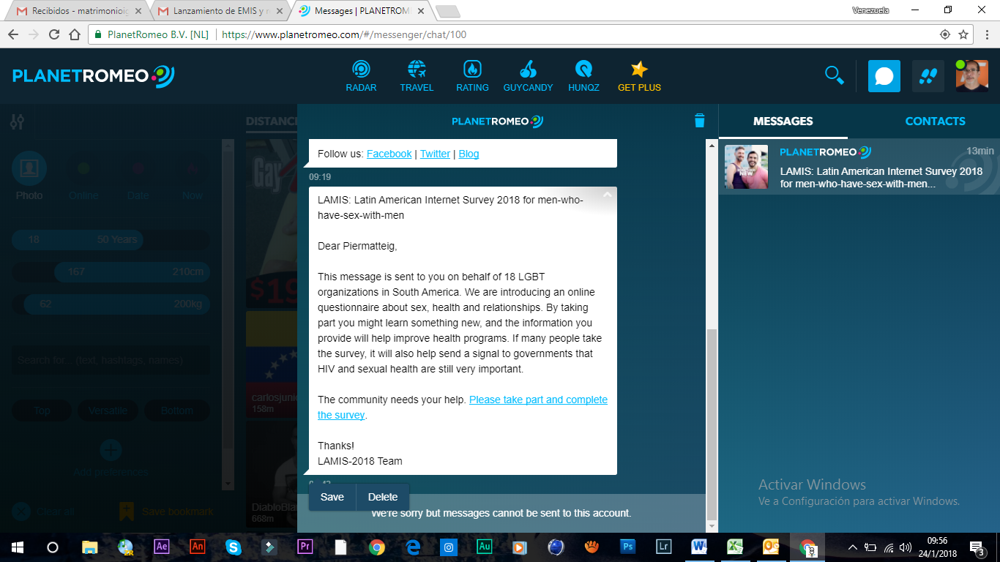 Recibidos - matrimonioig
Lanzamiento de EMIS y
Messages | PLANETROM
Venezuela
PlanetRomeo B.V. [NL]
https://www.planetromeo.com/#/messenger/chat/100
PLANETROMEO
RADAR
TRAVEL
RATING
GUYCANDY
HUNQZ
GET PLUS
DISTANC
Photo
Online
Date
Now
18
50 Years
167
210cm
62
200kg
Search for... (text, hashtags, names)...
Top
Versatile
Bottom
Add preferences
Clear all
Save bookmark
Gay
$19
carlosjunio
158m
DiabloBla
668m
PLANETROMEO
Follow us: Facebook | Twitter | Blog
09:19
LAMIS: Latin American Internet Survey 2018 for men-who-
have-sex-with-men
Dear Piermatteig,
This message is sent to you on behalf of 18 LGBT
organizations in South America. We are introducing an online
questionnaire about sex, health and relationships. By taking
part you might learn something new, and the information you
provide will help improve health programs. If many people take
the survey, it will also help send a signal to governments that
HIV and sexual health are still very important.
The community needs your help. Please take part and complete
the survey.
Thanks!
LAMIS-2018 Team
Save
Delete
We're sorry but messages cannot be sent to this account.
MESSAGES
CONTACTS
PLANETROMEO
13min
LAMIS: Latin American Internet Survey 2018
for men-who-have-sex-with-men...
Activar Windows
Ve a Configuración para activar Windows.
Ae
An
Pr
Au
Ps
Lr
09:56
24/1/2018
3